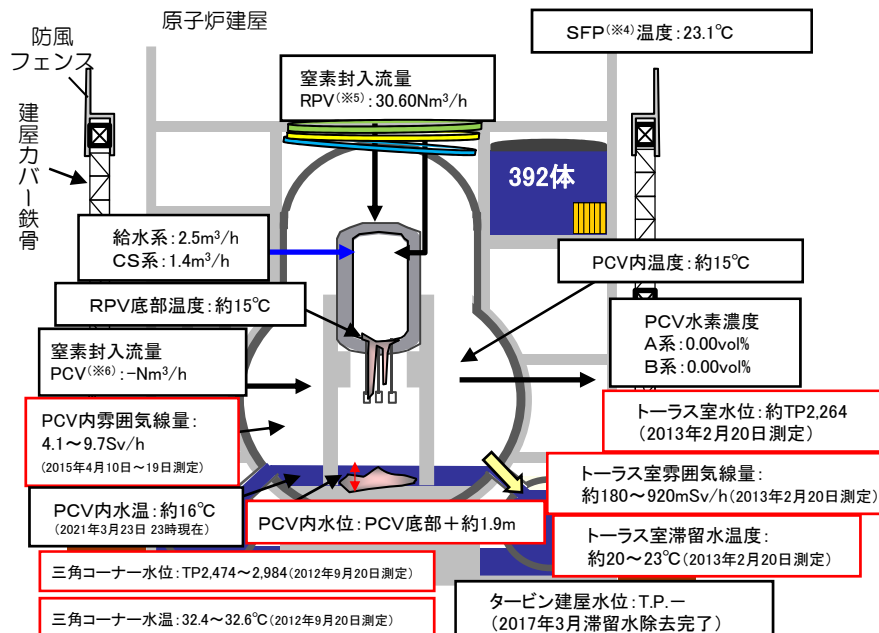 原子炉建屋
SFP(※4)温度:23.1℃
防風
フェンス
窒素封入流量
RPV(※5):30.60Nm³/h
建屋カバー鉄骨
392体
給水系:2.5m³/h
CS系:1.4m³/h
PCV内温度:約15℃
RPV底部温度:約15℃
PCV水素濃度
A系:0.00vol%
B系:0.00vol%
窒素封入流量
PCV(※6):-Nm³/h
トーラス室水位:約TP2,264
(2013年2月20日測定)
PCV内雰囲気線量:
4.1~9.7Sv/h
(2015年4月10日~19日測定)
トーラス室雰囲気線量:
約180~920mSv/h(2013年2月20日測定)
PCV内水温:約16℃
(2021年3月23日 23時現在)
PCV内水位:PCV底部+約1.9m
トーラス室滞留水温度:
約20~23℃(2013年2月20日測定)
三角コーナー水位:TP2,474~2,984(2012年9月20日測定)
三角コーナー水温:32.4~32.6℃(2012年9月20日測定)
タービン建屋水位:T.P.-
(2017年3月滞留水除去完了)